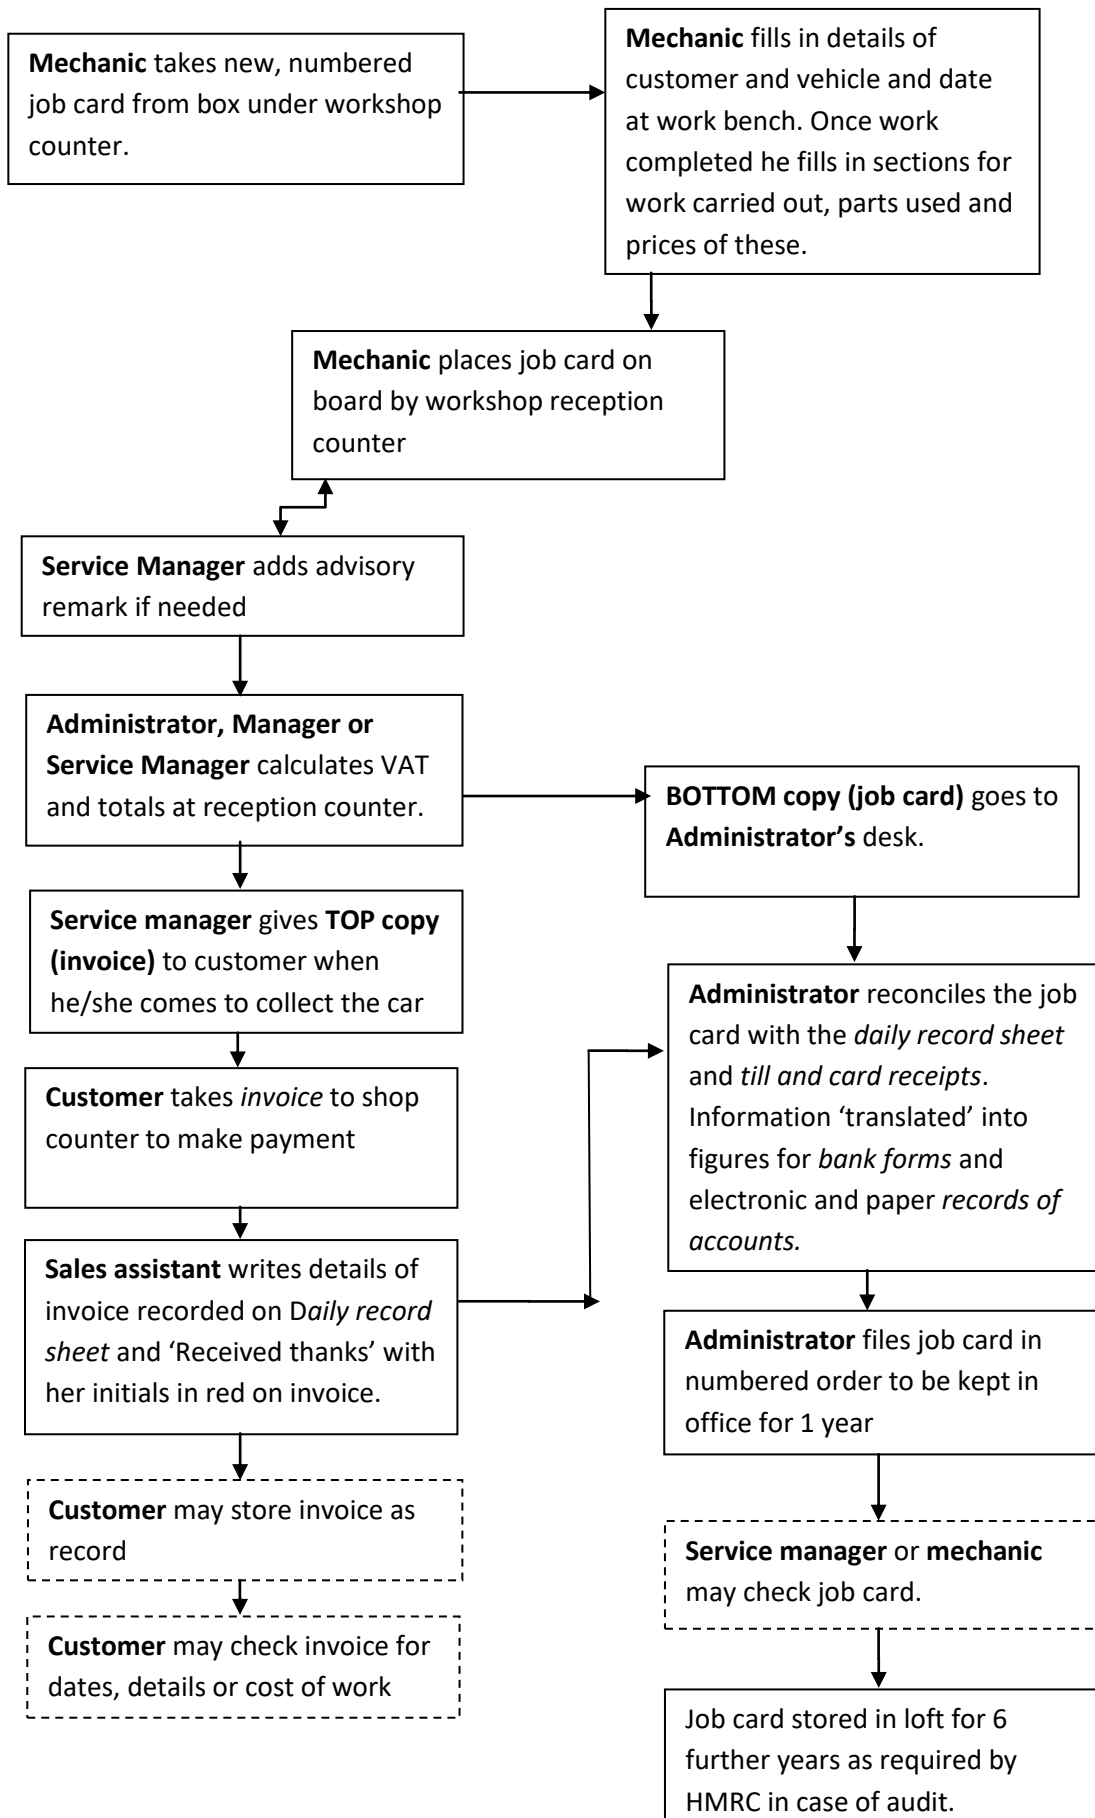 Mechanic takes new, numbered
job card from box under workshop
counter.
Mechanic fills in details of
customer and vehicle and date
at work bench. Once work
completed he fills in sections for
work carried out, parts used and
prices of these.
Mechanic places job card on
board by workshop reception
counter
Service Manager adds advisory
remark if needed
Administrator, Manager or
Service Manager calculates VAT
and totals at reception counter.
BOTTOM copy (job card) goes to
Administrator’s desk.
Service manager gives TOP copy
(invoice) to customer when
he/she comes to collect the car
Customer takes invoice to shop
counter to make payment
Administrator reconciles the job
card with the daily record sheet
and till and card receipts.
Information ‘translated’ into
figures for bank forms and
electronic and paper records of
accounts.
Sales assistant writes details of
invoice recorded on Daily record
sheet and ‘Received thanks’ with
her initials in red on invoice.
Administrator files job card in
numbered order to be kept in
office for 1 year
Customer may store invoice as
record
Service manager or mechanic
may check job card.
Customer may check invoice for
dates, details or cost of work
Job card stored in loft for 6
further years as required by
HMRC in case of audit.